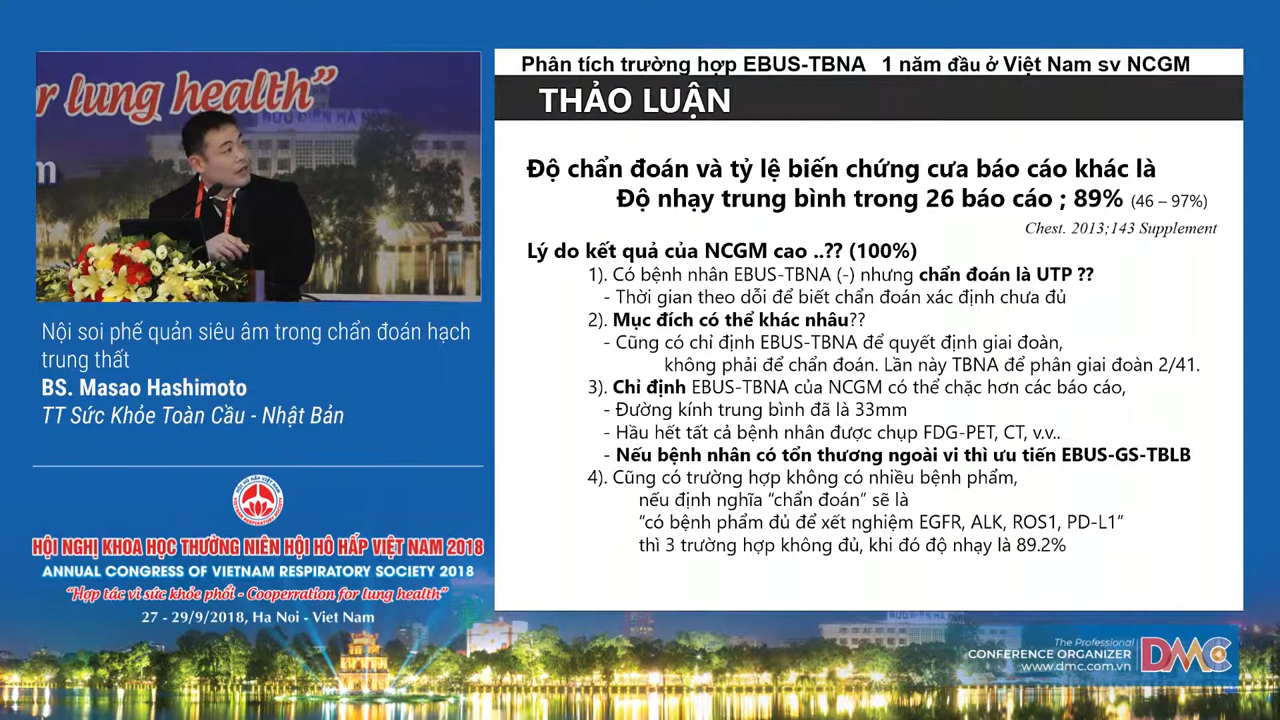 r lung health”
m
Nội soi phế quản siêu âm trong chẩn đoán hạch
trung thất
BS. Masao Hashimoto
TT Sức Khỏe Toàn Cầu - Nhật Bản
HỘI HÔ HẤP VIỆT NAM
VIETNAM RESPIRATORY SOCIETY
HỘI NGHỊ KHOA HỌC THƯỜNG NIÊN HỘI HÔ HẤP VIỆT NAM 2018
ANNUAL CONGRESS OF VIETNAM RESPIRATORY SOCIETY 2018
“Hợp tác vì sức khỏe phổi - Cooperration for lung health”
27 - 29/9/2018, Ha Noi - Viet Nam
Phân tích trường hợp EBUS-TBNA 1 năm đầu ở Việt Nam sv NCGM
THẢO LUẬN
Độ chẩn đoán và tỷ lệ biến chứng cưa báo cáo khác là
Độ nhạy trung bình trong 26 báo cáo ; 89% (46 – 97%)
Chest. 2013;143 Supplement
Lý do kết quả của NCGM cao ..?? (100%)
1). Có bệnh nhân EBUS-TBNA (-) nhưng chẩn đoán là UTP ??
- Thời gian theo dỗi để biết chẩn đoán xác định chưa đủ
2). Mục đích có thể khác nhâu??
- Cũng có chỉ định EBUS-TBNA để quyết định giai đoàn,
không phải để chẩn đoán. Lần này TBNA để phân giai đoàn 2/41.
3). Chỉ định EBUS-TBNA của NCGM có thể chặc hơn các báo cáo,
- Đường kính trung bình đã là 33mm
- Hầu hết tất cả bệnh nhân được chụp FDG-PET, CT, v.v..
- Nếu bệnh nhân có tổn thương ngoài vi thì ưu tiến EBUS-GS-TBLB
4). Cũng có trường hợp không có nhiều bệnh phẩm,
nếu định nghĩa “chẩn đoán” sẽ là
“có bệnh phẩm đủ để xét nghiệm EGFR, ALK, ROS1, PD-L1”
thì 3 trường hợp không đủ, khi đó độ nhạy là 89.2%
The Professional
CONFERENCE ORGANIZER
www.dmc.com.vn
DMC